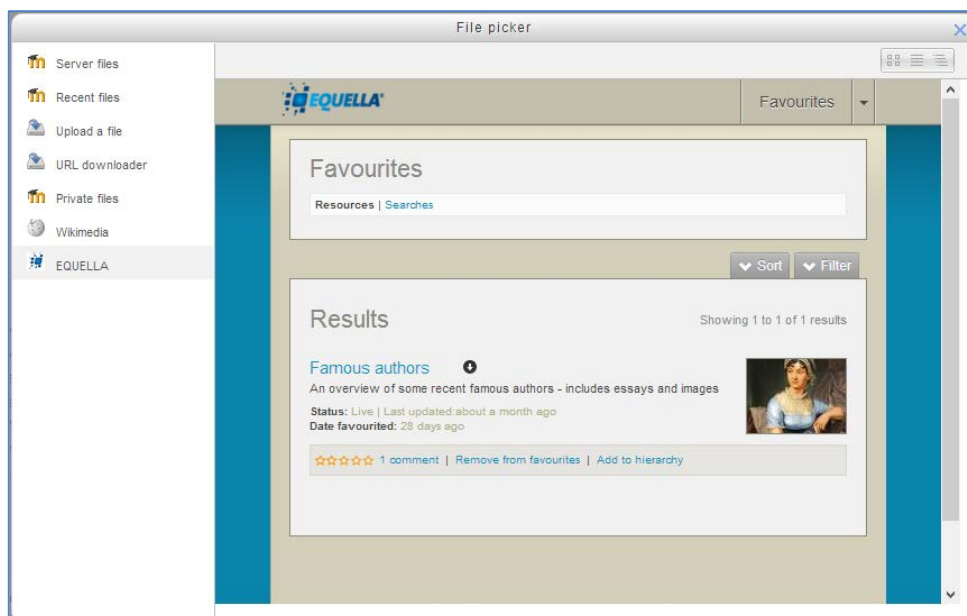 File picker
Server files
Recent files
Upload a file
URL downloader
Private files
Wikimedia
EQUELLA
EQUELLA®
Favourites
Favourites
Resources | Searches
Sort
Filter
Results
Showing 1 to 1 of 1 results
Famous authors
An overview of some recent famous authors - includes essays and images
Status: Live | Last updated about a month ago
Date favourited: 28 days ago
1 comment | Remove from favourites | Add to hierarchy